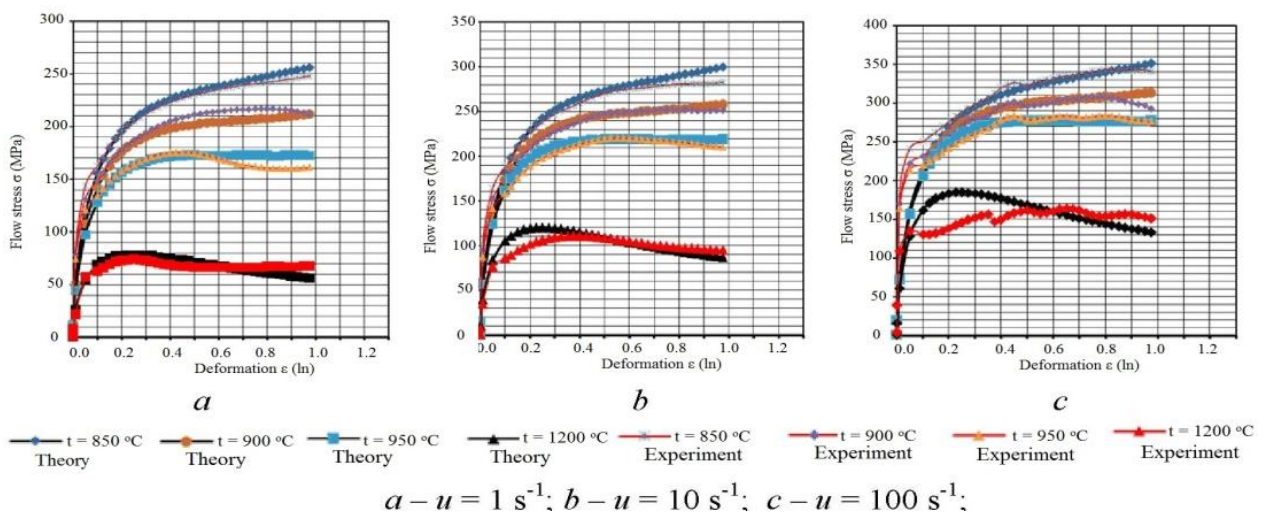 300
250
200
150
100
50
0
Flow stress σ (MPa)
0.0 0.2 0.4 0.6 0.8 1.0 1.2
Deformation ε (ln)
a
350
300
250
200
150
100
50
0
Flow stress σ (MPa)
0.0 0.2 0.4 0.6 0.8 1.0 1.2
Deformation ε (ln)
b
400
350
300
250
200
150
100
50
0
Flow stress σ (MPa)
0.0 0.2 0.4 0.6 0.8 1.0 1.2
Deformation ε (ln)
c
t = 850 °C t = 900 °C t = 950 °C t = 1200 °C t = 850 °C t = 900 °C t = 950 °C t = 1200 °C
Theory Theory Theory Theory Experiment Experiment Experiment Experiment
a – u = 1 s⁻¹; b – u = 10 s⁻¹; c – u = 100 s⁻¹;